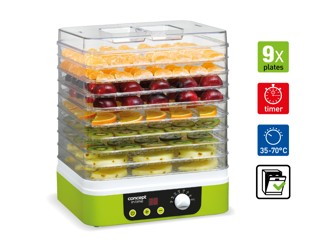 9x
plates
timer
35-70°C
concept